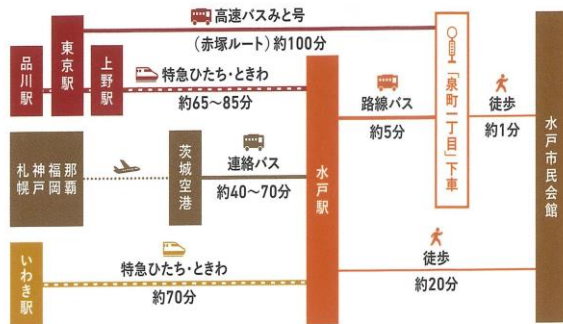 高速バスみと号
(赤塚ルート) 約100分
品川駅
東京駅
上野駅
特急ひたち・ときわ
約65〜85分
水戸駅
路線バス
約5分
「泉町一丁目」下車
徒歩
約1分
水戸市民会館
札幌
神戸
福岡
那覇
茨城空港
連絡バス
約40〜70分
いわき駅
特急ひたち・ときわ
約70分
徒歩
約20分